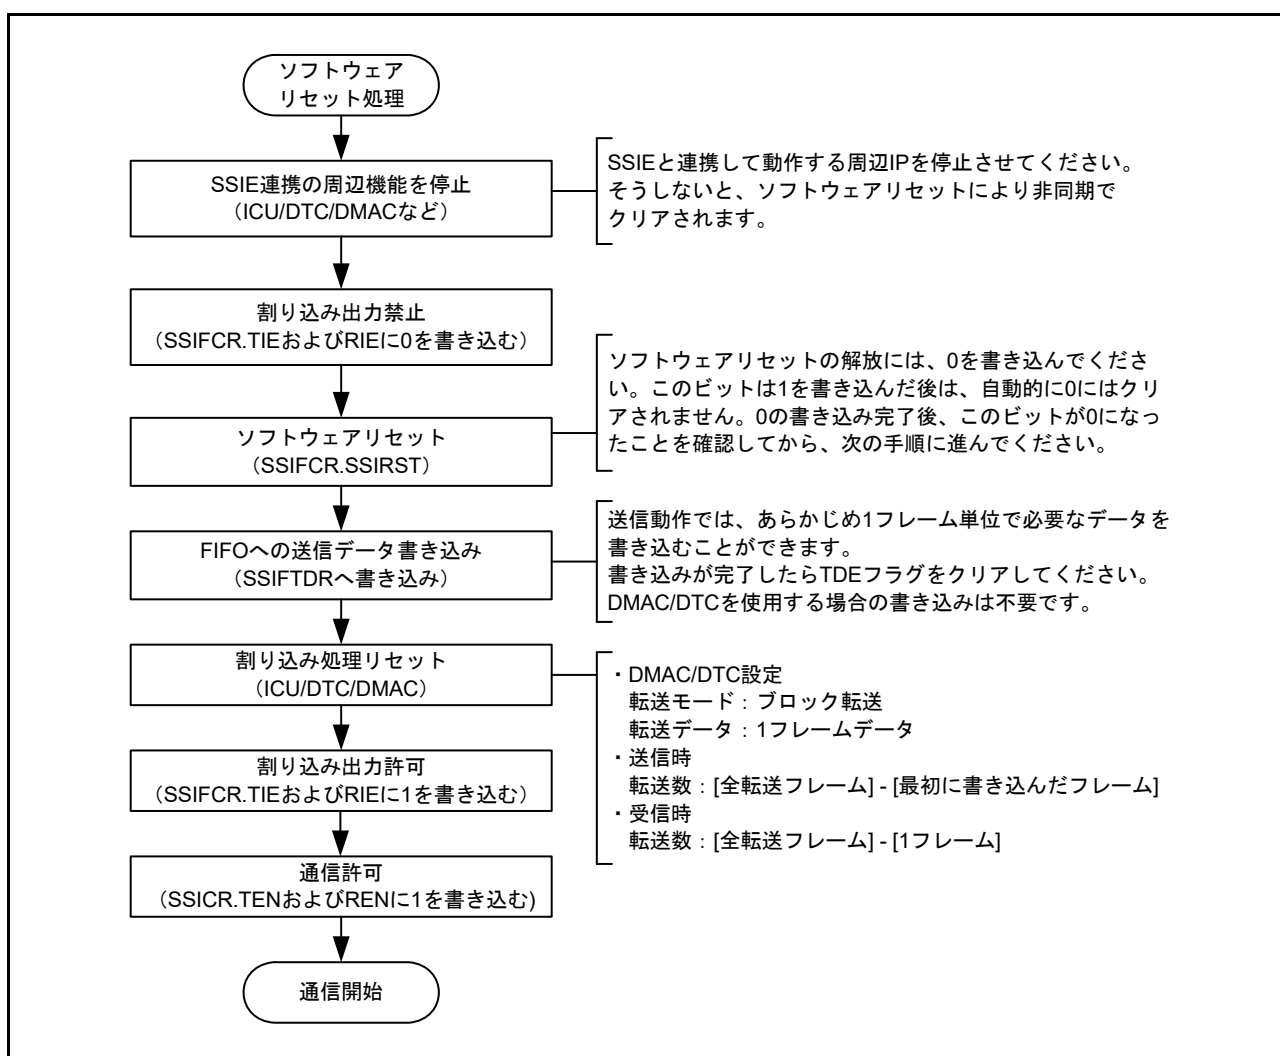 ソフトウェア
リセット処理
SSIE連携の周辺機能を停止
（ICU/DTC/DMACなど）
SSIEと連携して動作する周辺IPを停止させてください。
そうしないと、ソフトウェアリセットにより非同期で
クリアされます。
割り込み出力禁止
（SSIFCR.TIEおよびRIEに0を書き込む）
ソフトウェアリセット
（SSIFCR.SSIRST）
ソフトウェアリセットの解放には、0を書き込んでくださ
い。このビットは1を書き込んだ後は、自動的に0にはクリ
アされません。0の書き込み完了後、このビットが0になっ
たことを確認してから、次の手順に進んでください。
FIFOへの送信データ書き込み
（SSIFTDRへ書き込み）
送信動作では、あらかじめ1フレーム単位で必要なデータを
書き込むことができます。
書き込みが完了したらTDEフラグをクリアしてください。
DMAC/DTCを使用する場合の書き込みは不要です。
割り込み処理リセット
（ICU/DTC/DMAC）
・DMAC/DTC設定
転送モード：ブロック転送
転送データ：1フレームデータ
・送信時
転送数：[全転送フレーム] - [最初に書き込んだフレーム]
・受信時
転送数：[全転送フレーム] - [1フレーム]
割り込み出力許可
（SSIFCR.TIEおよびRIEに1を書き込む）
通信許可
（SSICR.TENおよびRENに1を書き込む)
通信開始